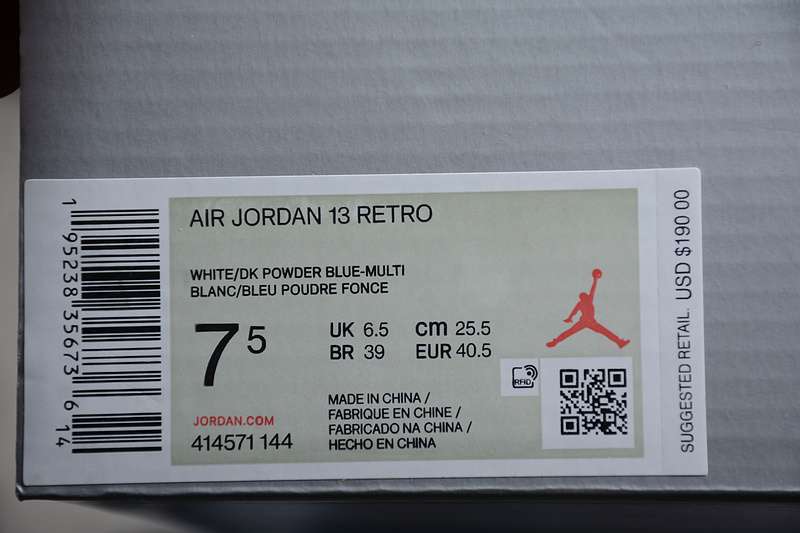 AIR JORDAN 13 RETRO
WHITE/DK POWDER BLUE-MULTI
BLANC/BLEU POUDRE FONCE
7 5
UK 6.5 cm 25.5
BR 39 EUR 40.5
RFID
MADE IN CHINA /
FABRIQUE EN CHINE /
FABRICADO NA CHINA /
HECHO EN CHINA
JORDAN.COM
414571 144
1 95238 35673 6 14
SUGGESTED RETAIL. USD $190 00